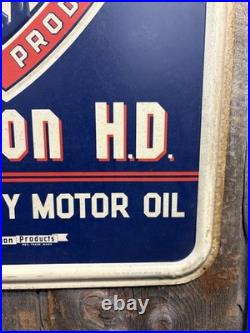 PROD
ON H.D.
Y MOTOR OIL
on Products